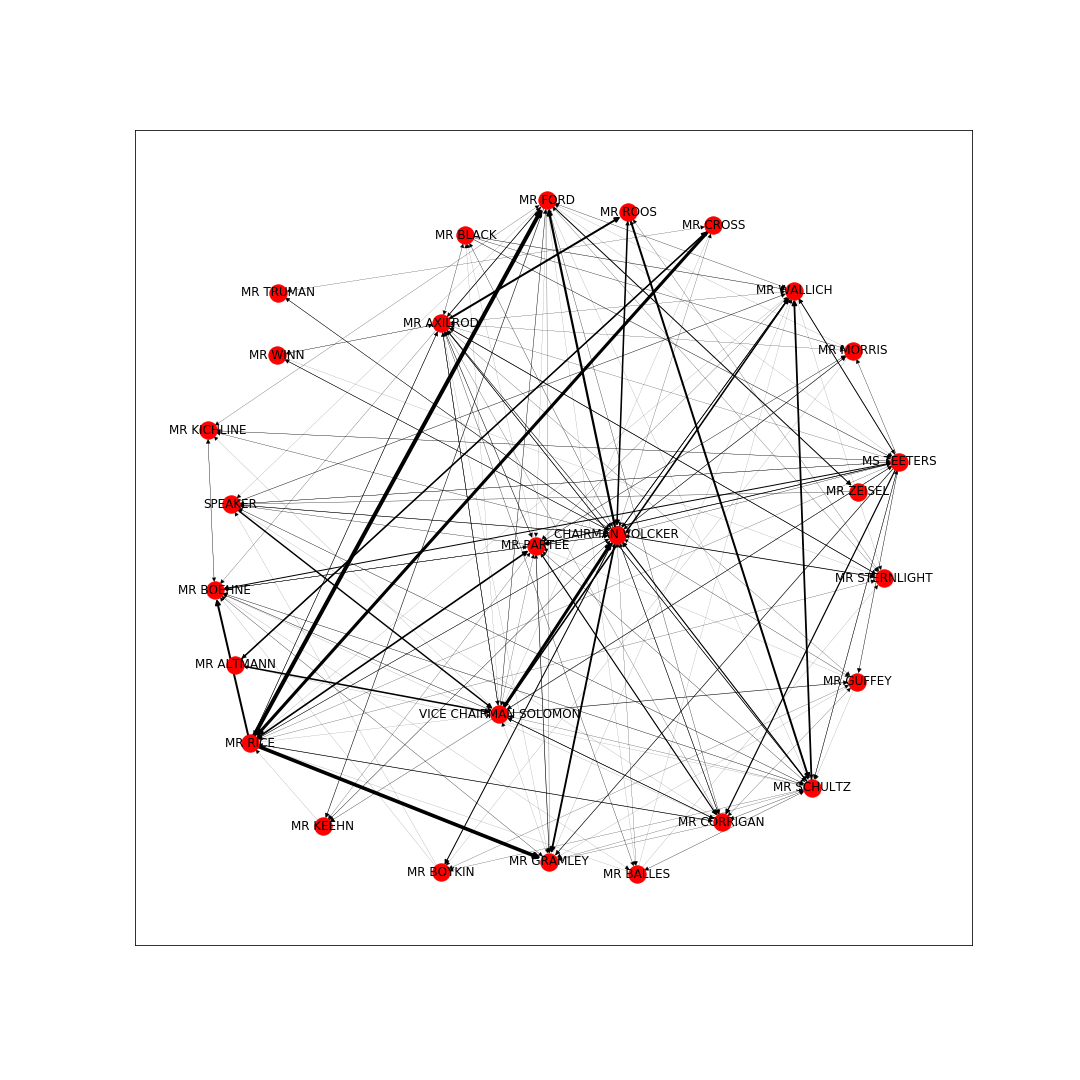 MR FORD
MR ROOS
MR CROSS
MR BLACK
MR WALLICH
MR TRUMAN
MR AXILROD
MR MORRIS
MR WINN
MR KICHLINE
MS TEETERS
MR ZEISEL
SPEAKER
CHAIRMAN VOLCKER
MR PARTEE
MR STERNLIGHT
MR BOEHNE
MR ALTMANN
MR GUFFEY
VICE CHAIRMAN SOLOMON
MR RICE
MR SCHULTZ
MR CORRIGAN
MR KEEHN
MR GRAMLEY
MR BOYKIN
MR BALLES